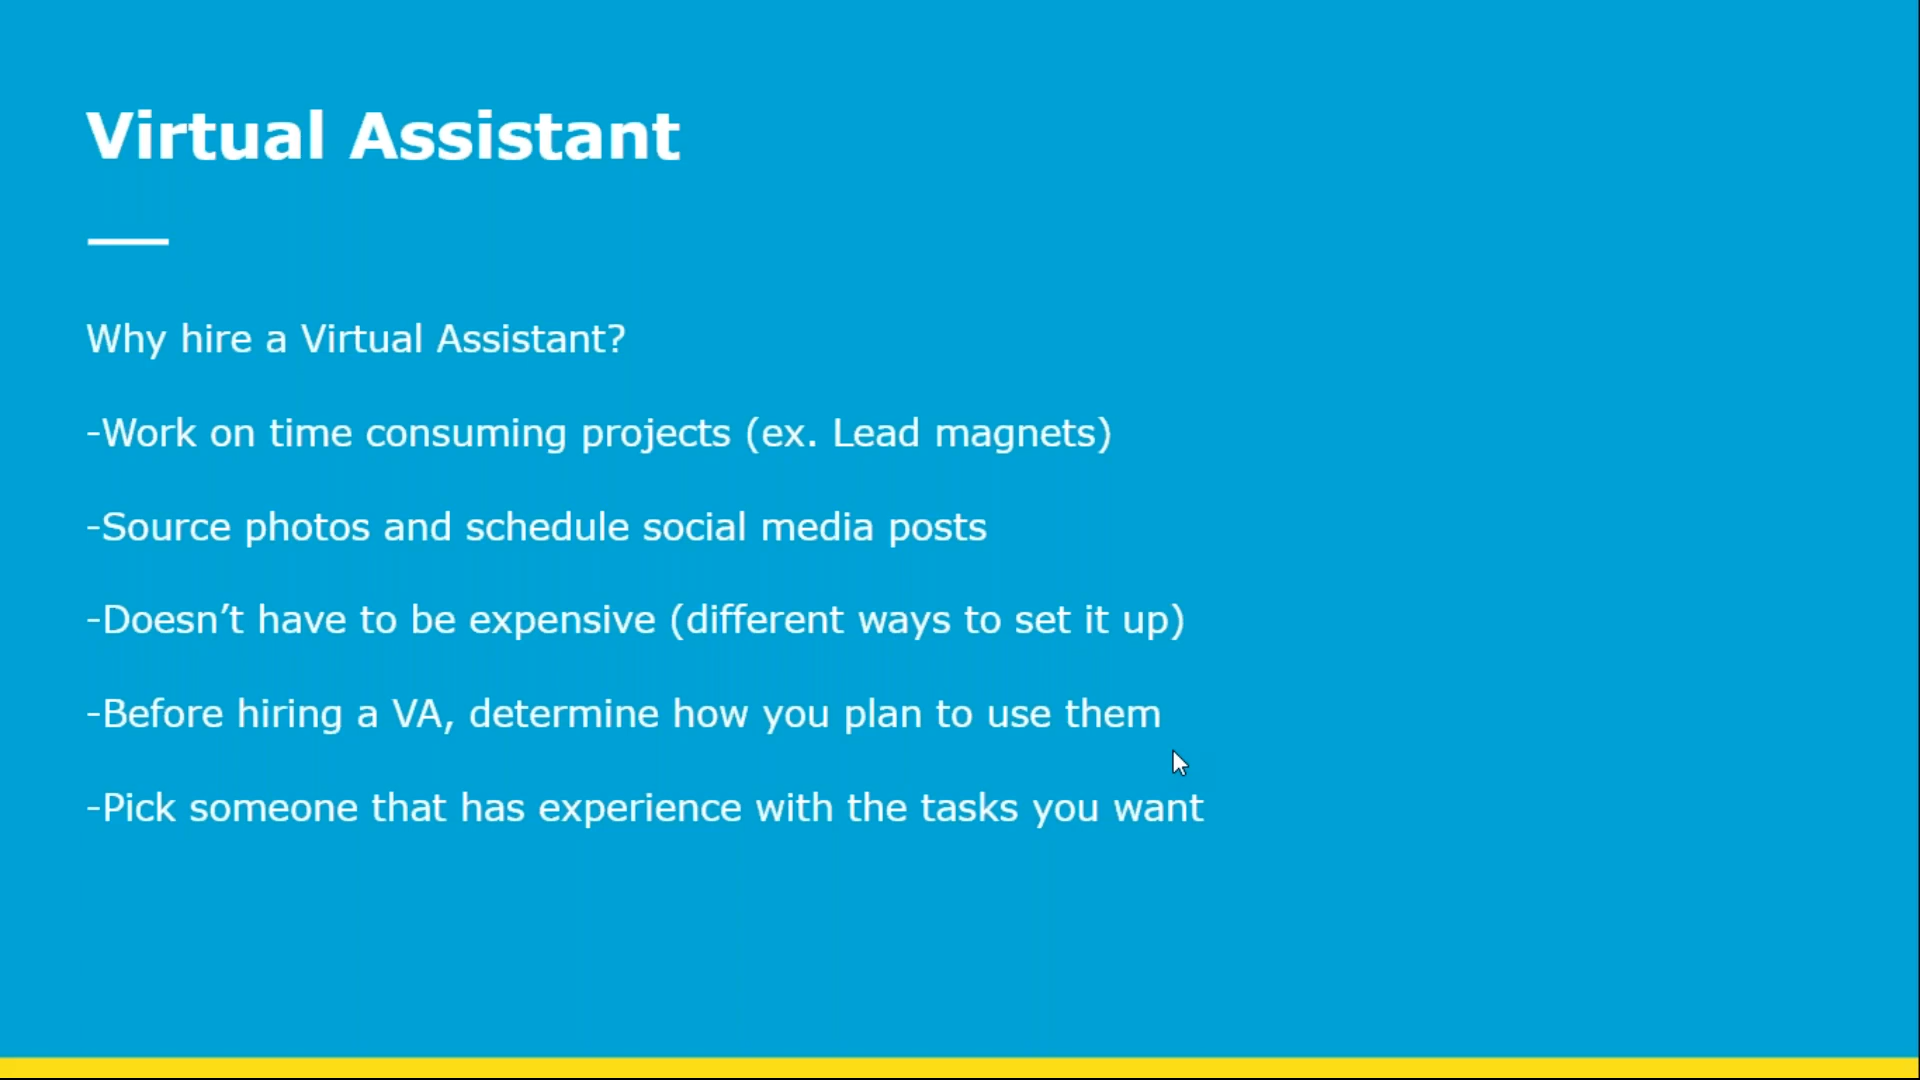 Virtual Assistant
Why hire a Virtual Assistant?
-Work on time consuming projects (ex. Lead magnets)
-Source photos and schedule social media posts
-Doesn’t have to be expensive (different ways to set it up)
-Before hiring a VA, determine how you plan to use them
-Pick someone that has experience with the tasks you want